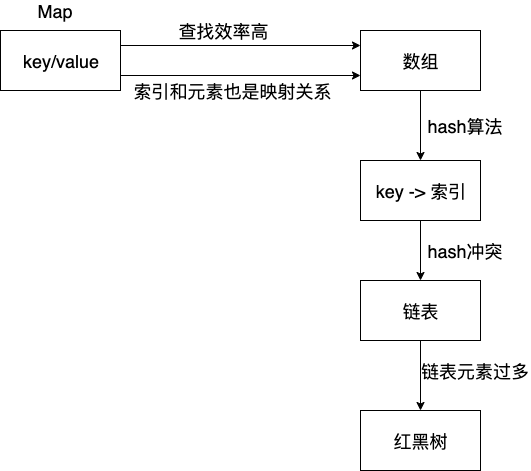 Map
key/value
查找效率高
索引和元素也是映射关系
数组
hash算法
key -> 索引
hash冲突
链表
链表元素过多
红黑树